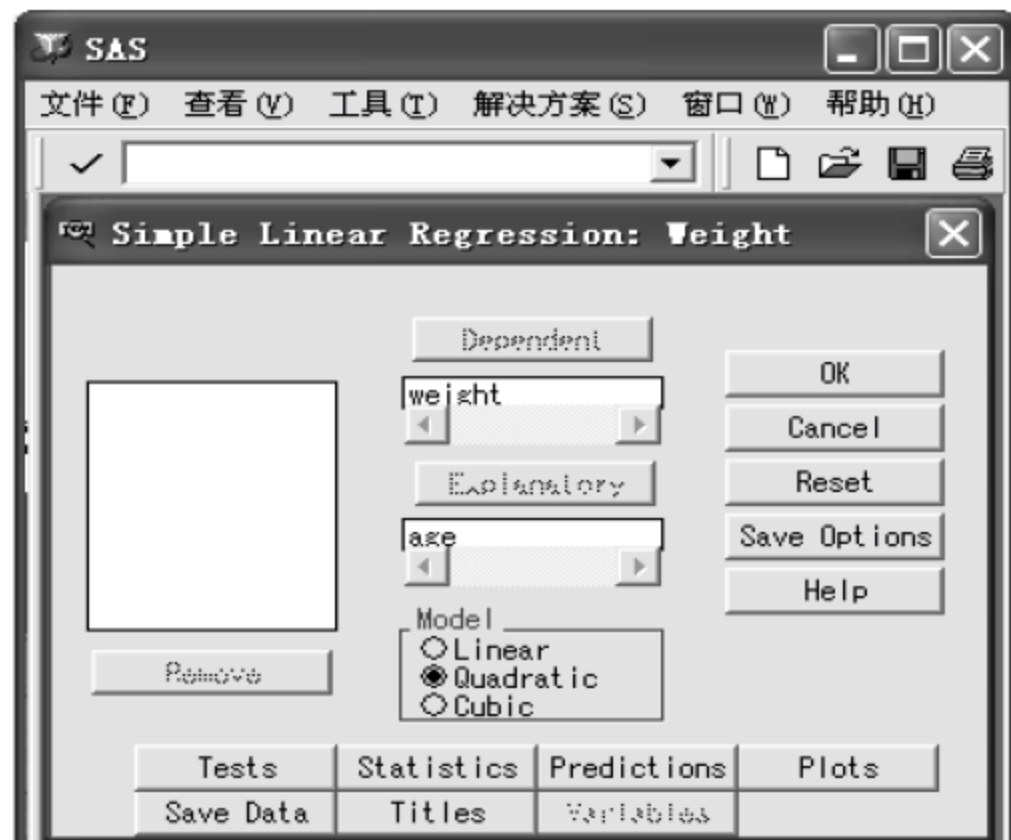 SAS
文件(F) 查看(V) 工具(T) 解决方案(S) 窗口(W) 帮助(H)
Simple Linear Regression: Weight
Dependent
weight
Explanatory
age
Model
Linear
Quadratic
Cubic
Remove
OK
Cancel
Reset
Save Options
Help
Tests Statistics Predictions Plots
Save Data Titles Variables